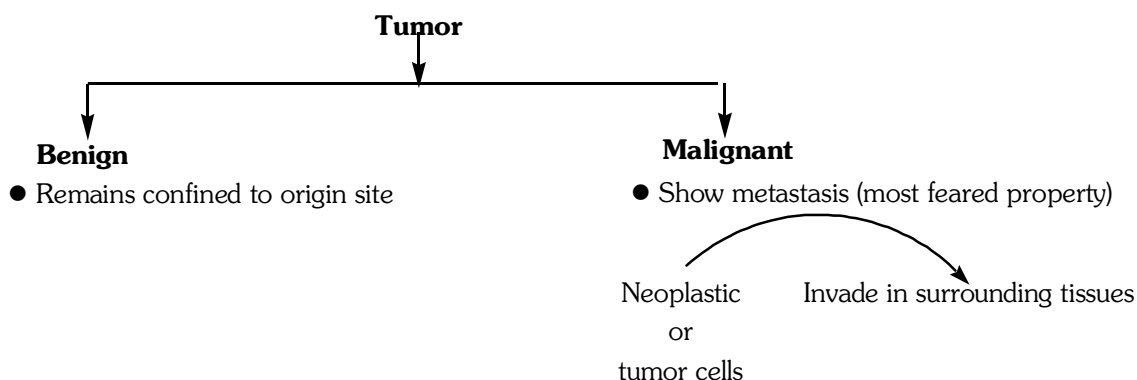 Tumor
Benign
Malignant
● Remains confined to origin site
● Show metastasis (most feared property)
Neoplastic
or
tumor cells
Invade in surrounding tissues